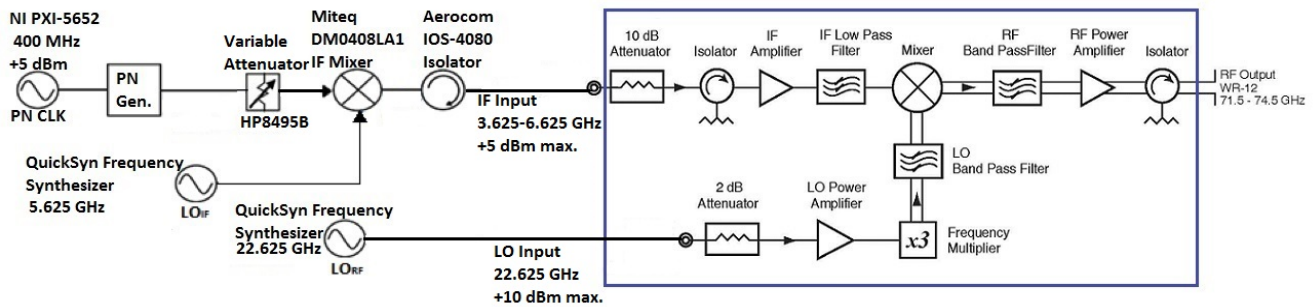 NI PXI-5652
400 MHz
+5 dBm
PN CLK
PN
Gen.
Variable
Attenuator
HP8495B
Miteq
DM0408LA1
IF Mixer
Aerocom
IOS-4080
Isolator
IF Input
3.625-6.625 GHz
+5 dBm max.
QuickSyn Frequency
Synthesizer
5.625 GHz
LOIF
QuickSyn Frequency
Synthesizer
22.625 GHz
LORF
LO Input
22.625 GHz
+10 dBm max.
10 dB
Attenuator
Isolator
IF
Amplifier
IF Low Pass
Filter
Mixer
RF
Band PassFilter
RF Power
Amplifier
Isolator
RF Output
WR-12
71.5 - 74.5 GHz
LO
Band Pass Filter
2 dB
Attenuator
LO Power
Amplifier
x3
Frequency
Multiplier